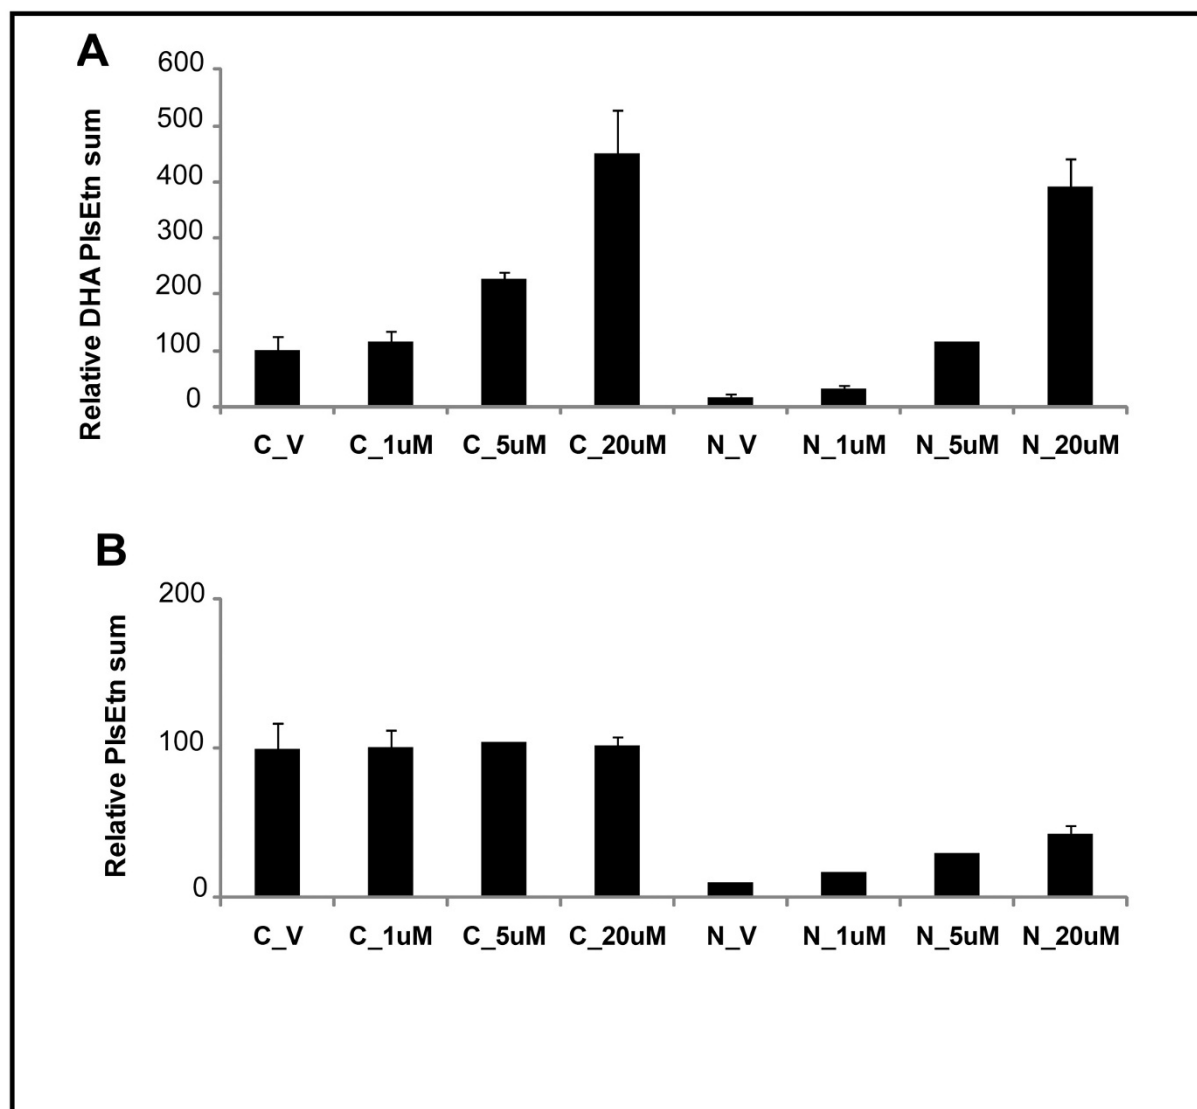 A
Relative DHA PlsEtn sum
600
500
400
300
200
100
0
C_V C_1uM C_5uM C_20uM N_V N_1uM N_5uM N_20uM
B
Relative PlsEtn sum
200
100
0
C_V C_1uM C_5uM C_20uM N_V N_1uM N_5uM N_20uM